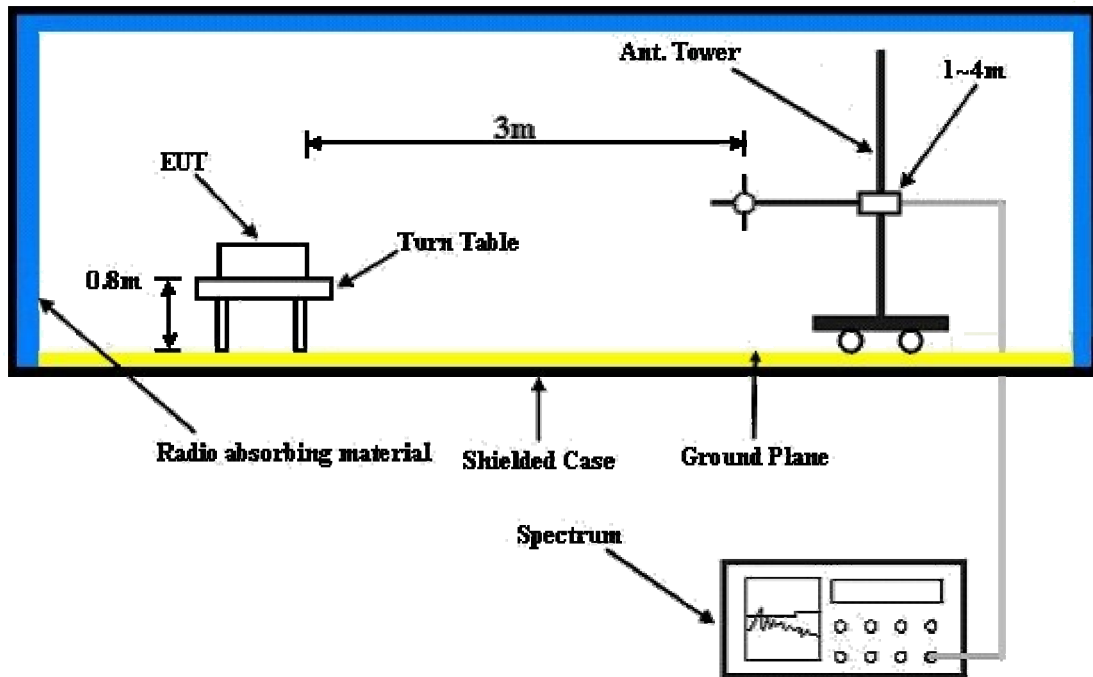 Ant. Tower
1~4m
3m
EUT
Turn Table
0.8m
Radio absorbing material
Shielded Case
Ground Plane
Spectrum